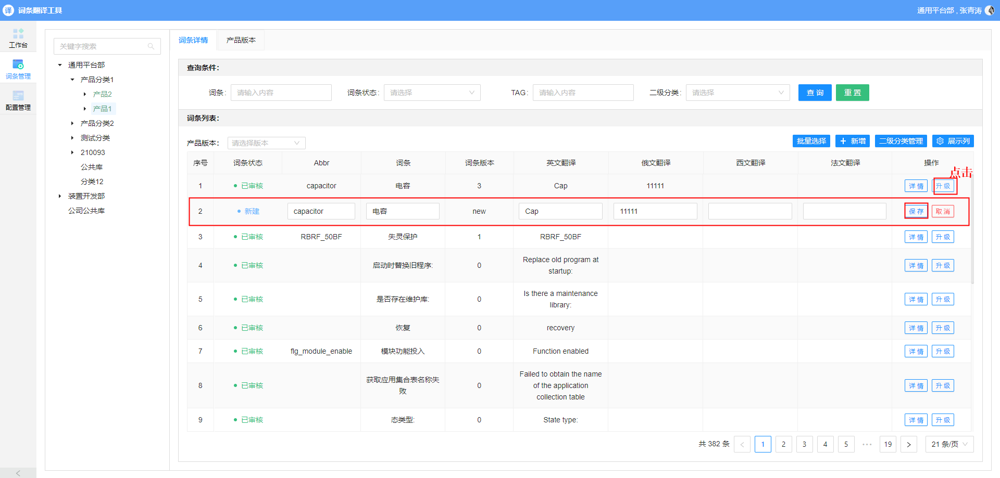 译 词条翻译工具
通用平台部 , 张青涛
工作台
词条管理
配置管理
关键字搜索
通用平台部
产品分类1
产品2
产品1
产品分类2
测试分类
210093
公共库
分类12
装置开发部
公司公共库
词条详情 产品版本
查询条件:
词条: 请输入内容 词条状态: 请选择 TAG: 请输入内容 二级分类: 请选择 查 询 重 置
词条列表:
产品版本: 请选择版本 批量选择 + 新增 二级分类管理 展示列
序号 词条状态 Abbr 词条 词条版本 英文翻译 俄文翻译 西文翻译 法文翻译 操作
点击
1 已审核 capacitor 电容 3 Cap 11111 详 情 升 级
2 新建 capacitor 电容 new Cap 11111 保 存 取 消
3 已审核 RBRF_50BF 失灵保护 1 RBRF_50BF 详 情 升 级
4 已审核 启动时替换旧程序: 0 Replace old program at
startup: 详 情 升 级
5 已审核 是否存在维护库: 0 Is there a maintenance
library: 详 情 升 级
6 已审核 恢复 0 recovery 详 情 升 级
7 已审核 flg_module_enable 模块功能投入 0 Function enabled 详 情 升 级
8 已审核 获取应用集合表名称失
败 0 Failed to obtain the name
of the application
collection table 详 情 升 级
9 已审核 态类型: 0 State type: 详 情 升 级
共 382 条 < 1 2 3 4 5 ••• 19 > 21 条/页